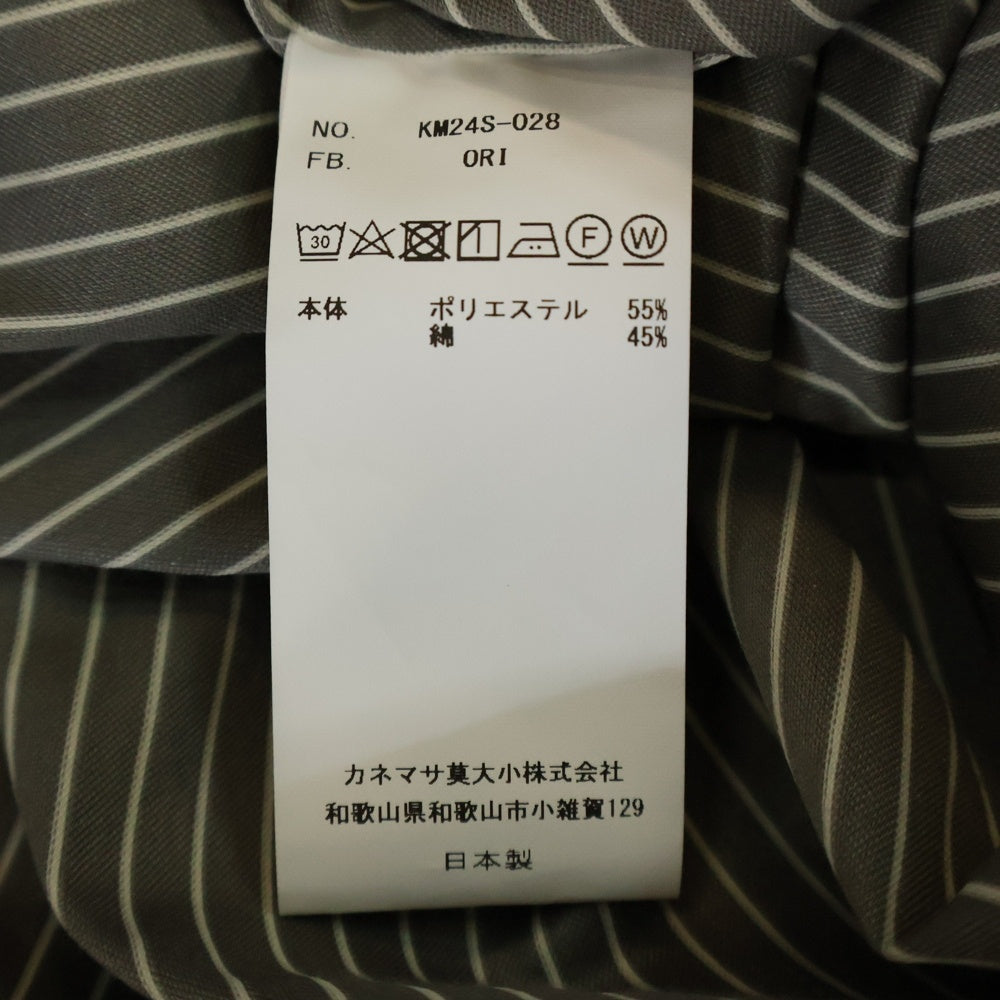 NO. KM24S-028
FB. ORI
30 F W
本体 ポリエステル 55%
綿 45%
カネマサ莫大小株式会社
和歌山県和歌山市小雑賀129
日本製